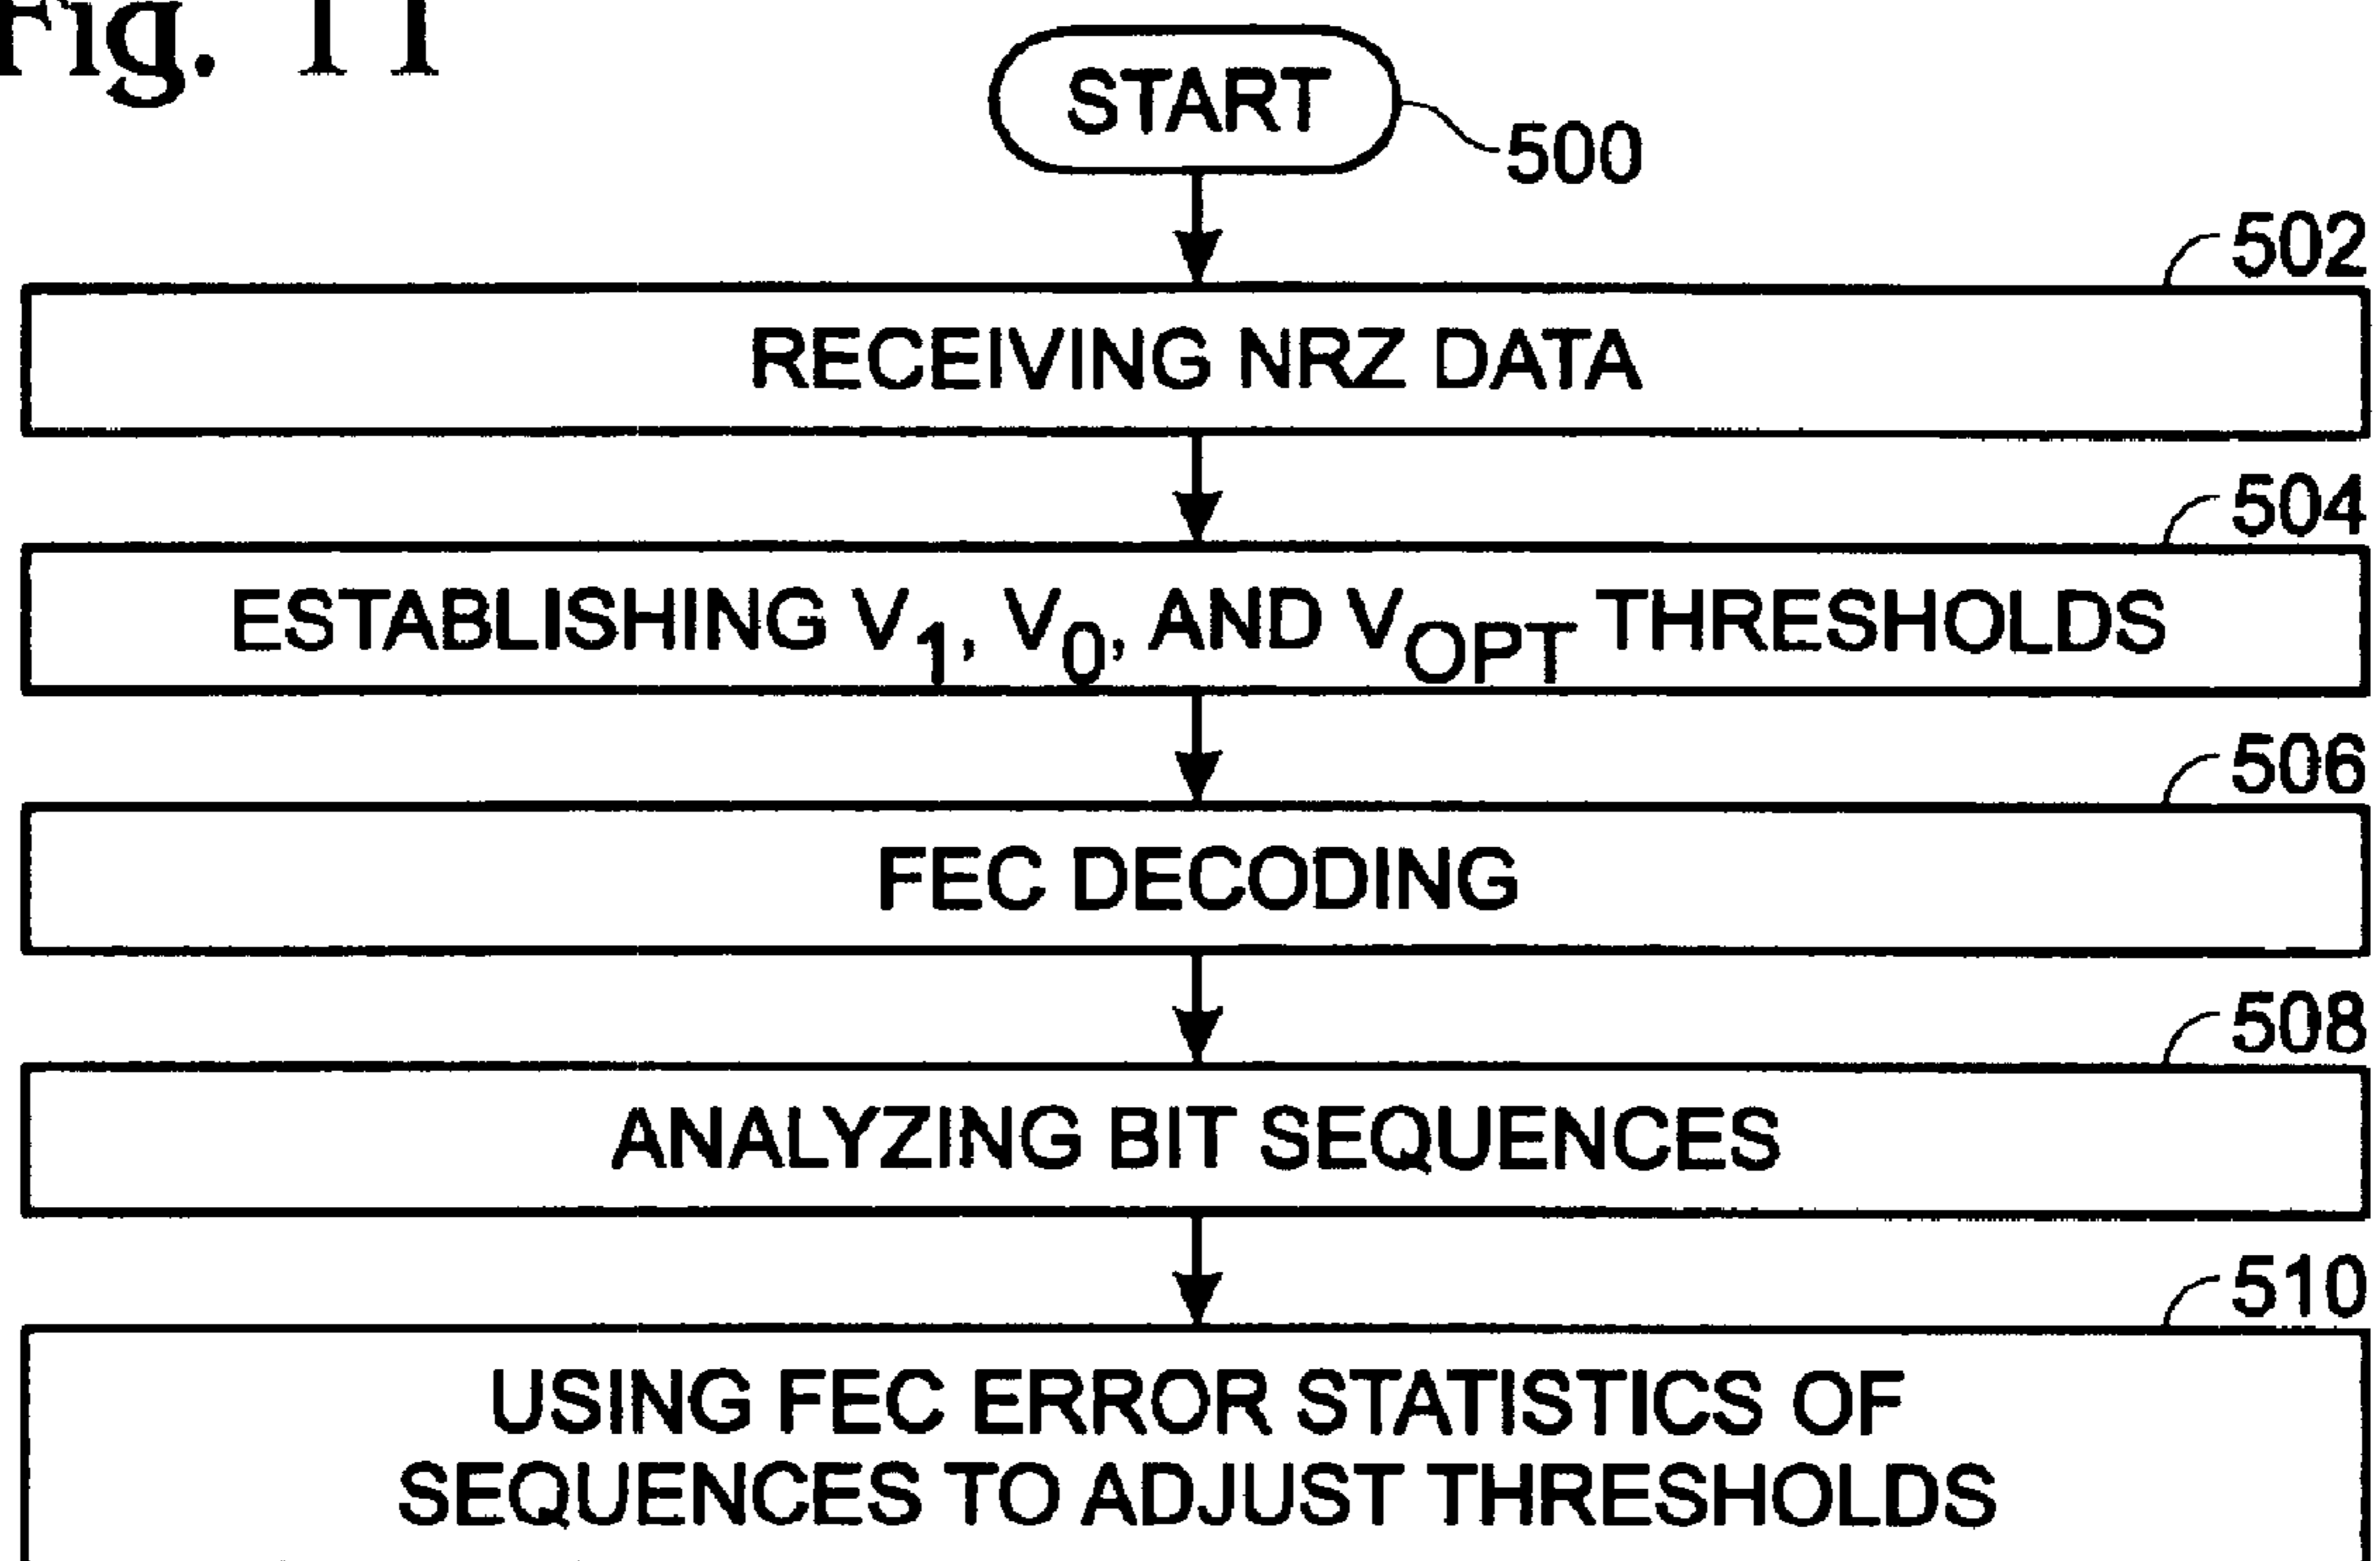 Fig. 11
START
500
502
RECEIVING NRZ DATA
504
ESTABLISHING V1, V0, AND VOPT THRESHOLDS
506
FEC DECODING
508
ANALYZING BIT SEQUENCES
510
USING FEC ERROR STATISTICS OF
SEQUENCES TO ADJUST THRESHOLDS